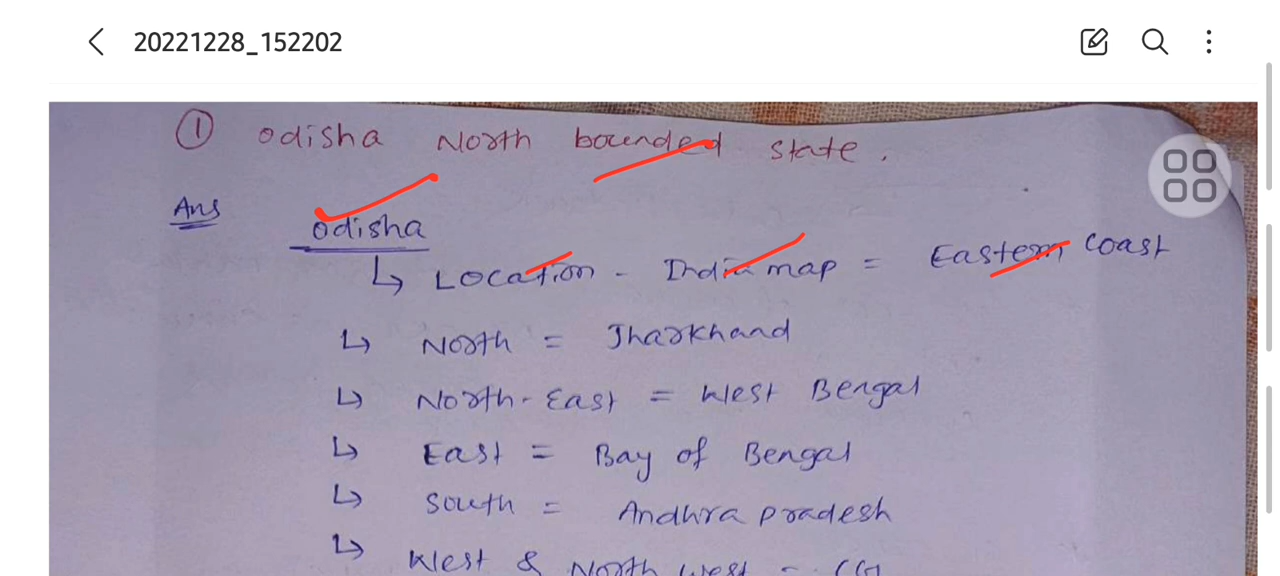 20221228_152202
① odisha North bounded state.
Ans
odisha
↳ Location - India map = Eastern Coast
↳ North = Jharkhand
↳ North-East = West Bengal
↳ East = Bay of Bengal
↳ South = Andhra pradesh
↳ West & North West = CG